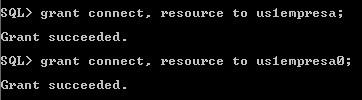 SQL> grant connect, resource to us1empresa;
Grant succeeded.
SQL> grant connect, resource to us1empresa0;
Grant succeeded.